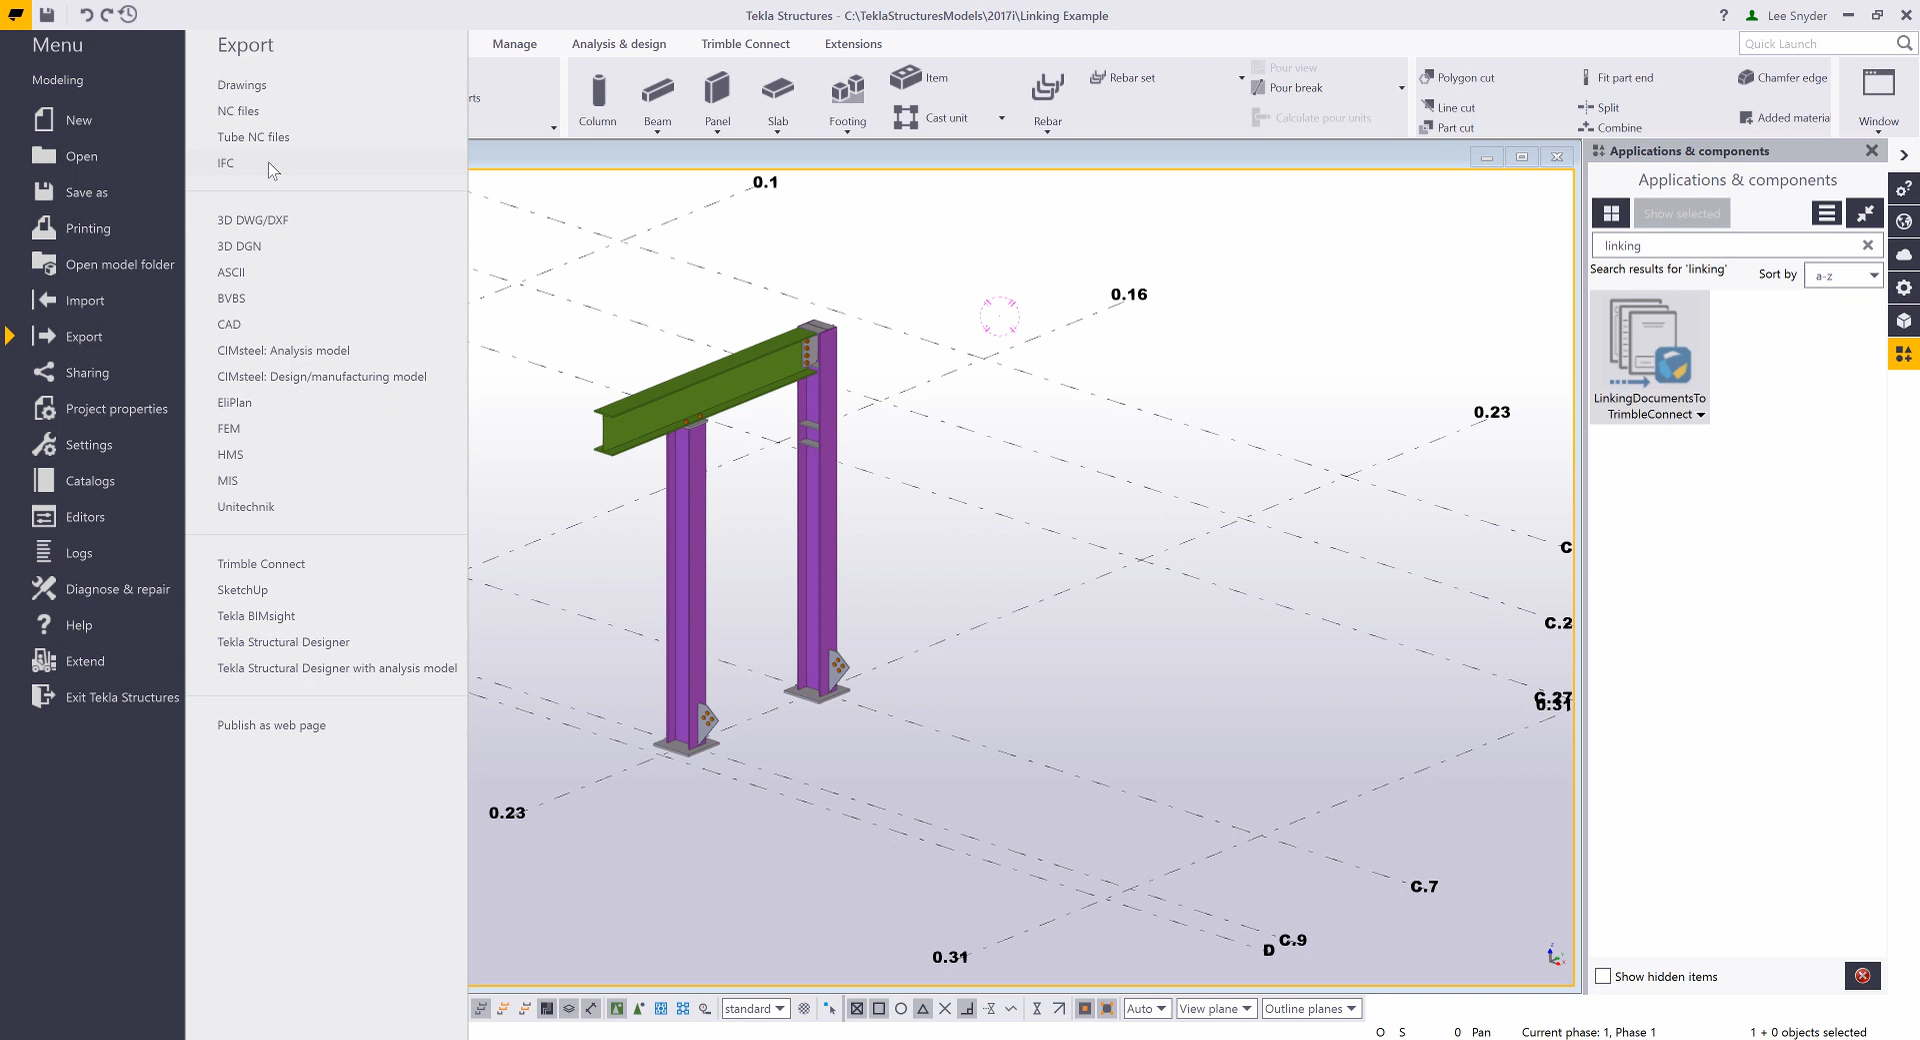 Tekla Structures - C:\TeklaStructuresModels\2017i\Linking Example
? Lee Snyder
Menu
Modeling
New
Open
Save as
Printing
Open model folder
Import
Export
Sharing
Project properties
Settings
Catalogs
Editors
Logs
Diagnose & repair
Help
Extend
Exit Tekla Structures
Export
Drawings
NC files
Tube NC files
IFC
3D DWG/DXF
3D DGN
ASCII
BVBS
CAD
CIMsteel: Analysis model
CIMsteel: Design/manufacturing model
EliPlan
FEM
HMS
MIS
Unitechnik
Trimble Connect
SketchUp
Tekla BIMsight
Tekla Structural Designer
Tekla Structural Designer with analysis model
Publish as web page
Manage Analysis & design Trimble Connect Extensions
Quick Launch
rts
Column
Beam
Panel
Slab
Footing
Item
Cast unit
Rebar
Rebar set
Pour view
Pour break
Calculate pour units
Polygon cut
Line cut
Part cut
Fit part end
Split
Combine
Chamfer edge
Added materia
Window
0.1
0.16
0.23
C
C.2
C.27
0.31
0.23
C.7
C.9
D
0.31
Applications & components
Applications & components
Show selected
linking
Search results for 'linking'
Sort by a-z
LinkingDocumentsTo
TrimbleConnect
Show hidden items
standard
Auto
View plane
Outline planes
O S 0 Pan Current phase: 1, Phase 1 1 + 0 objects selected